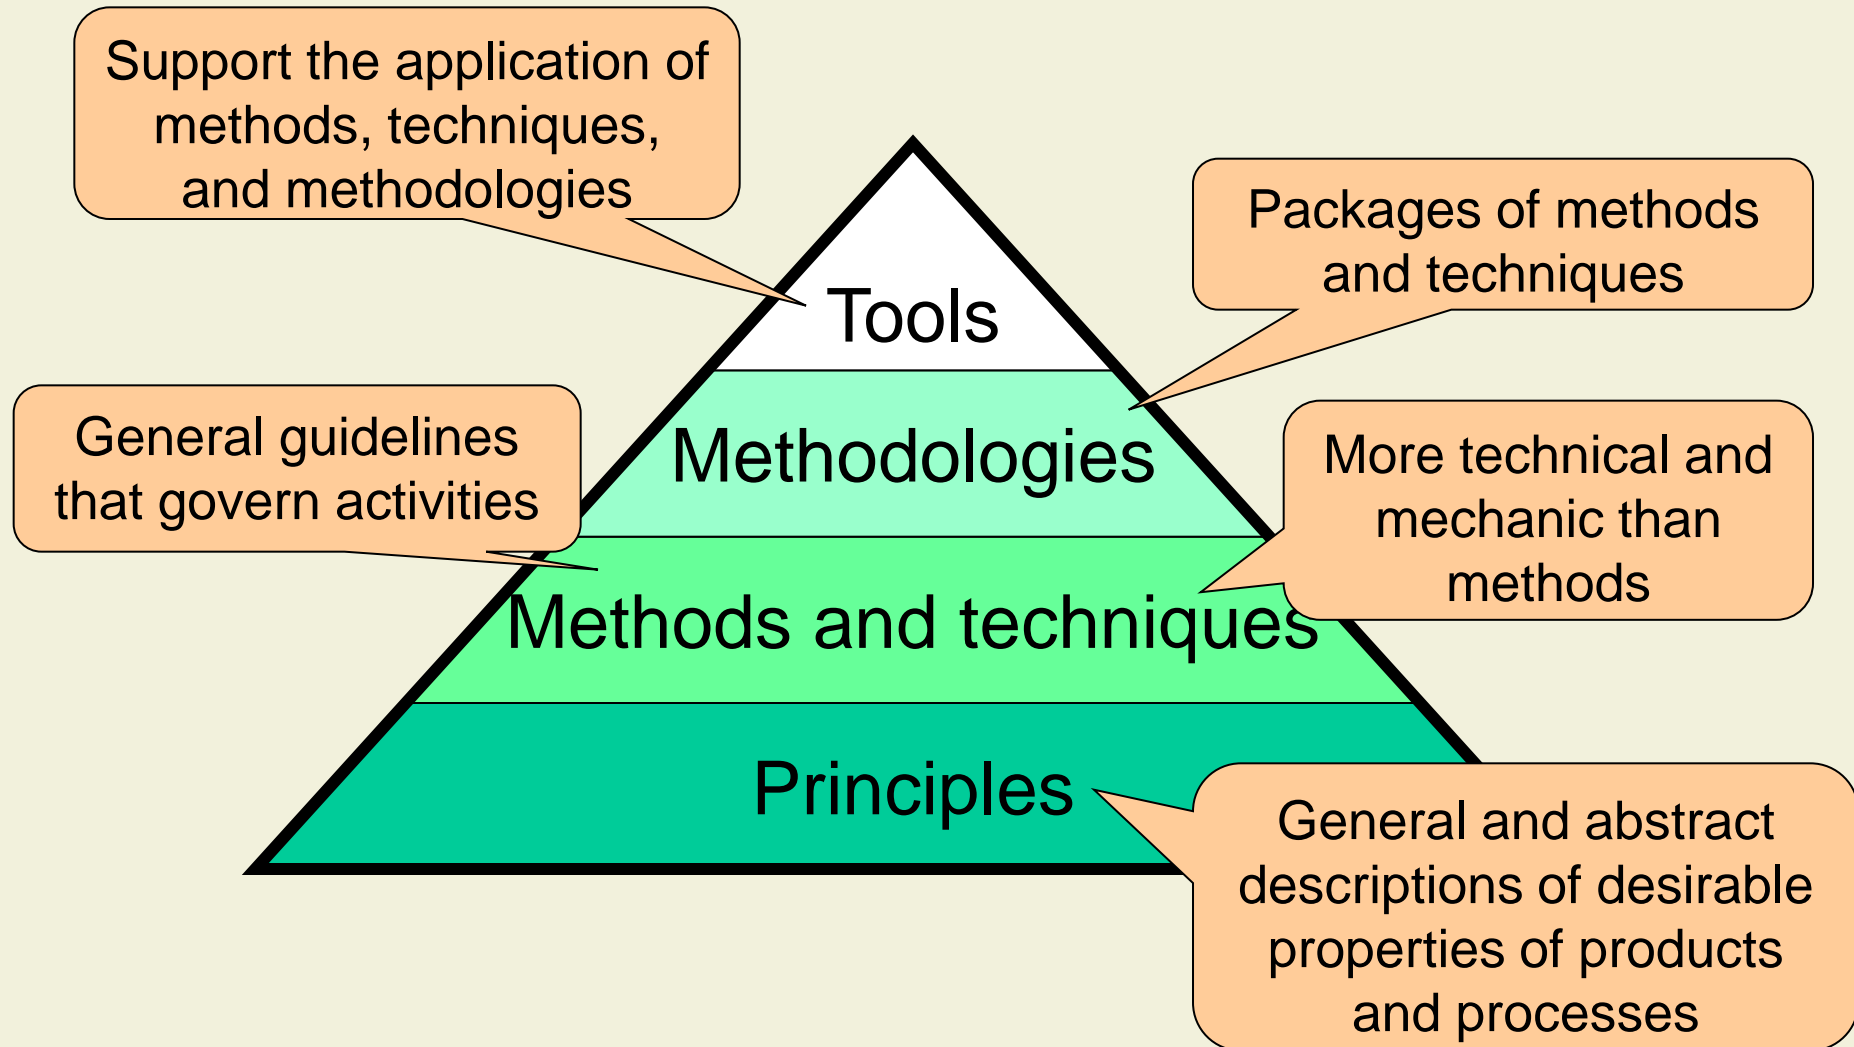 Support the application of
methods, techniques,
and methodologies
Packages of methods
and techniques
Tools
General guidelines
that govern activities
Methodologies
More technical and
mechanic than
methods
Methods and techniques
Principles
General and abstract
descriptions of desirable
properties of products
and processes